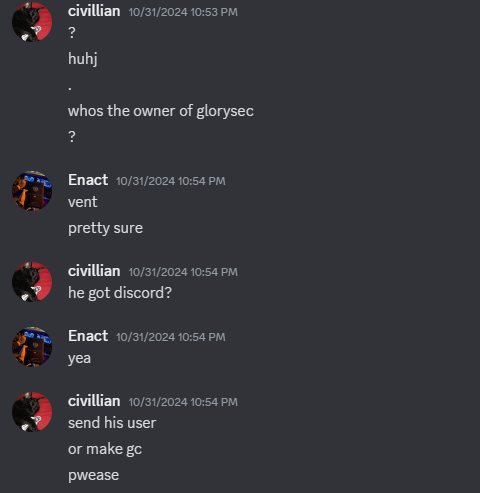 civillian 10/31/2024 10:53 PM
?
huhj
.
whos the owner of glorysec
?
Enact 10/31/2024 10:54 PM
vent
pretty sure
civillian 10/31/2024 10:54 PM
he got discord?
Enact 10/31/2024 10:54 PM
yea
civillian 10/31/2024 10:54 PM
send his user
or make gc
pwease